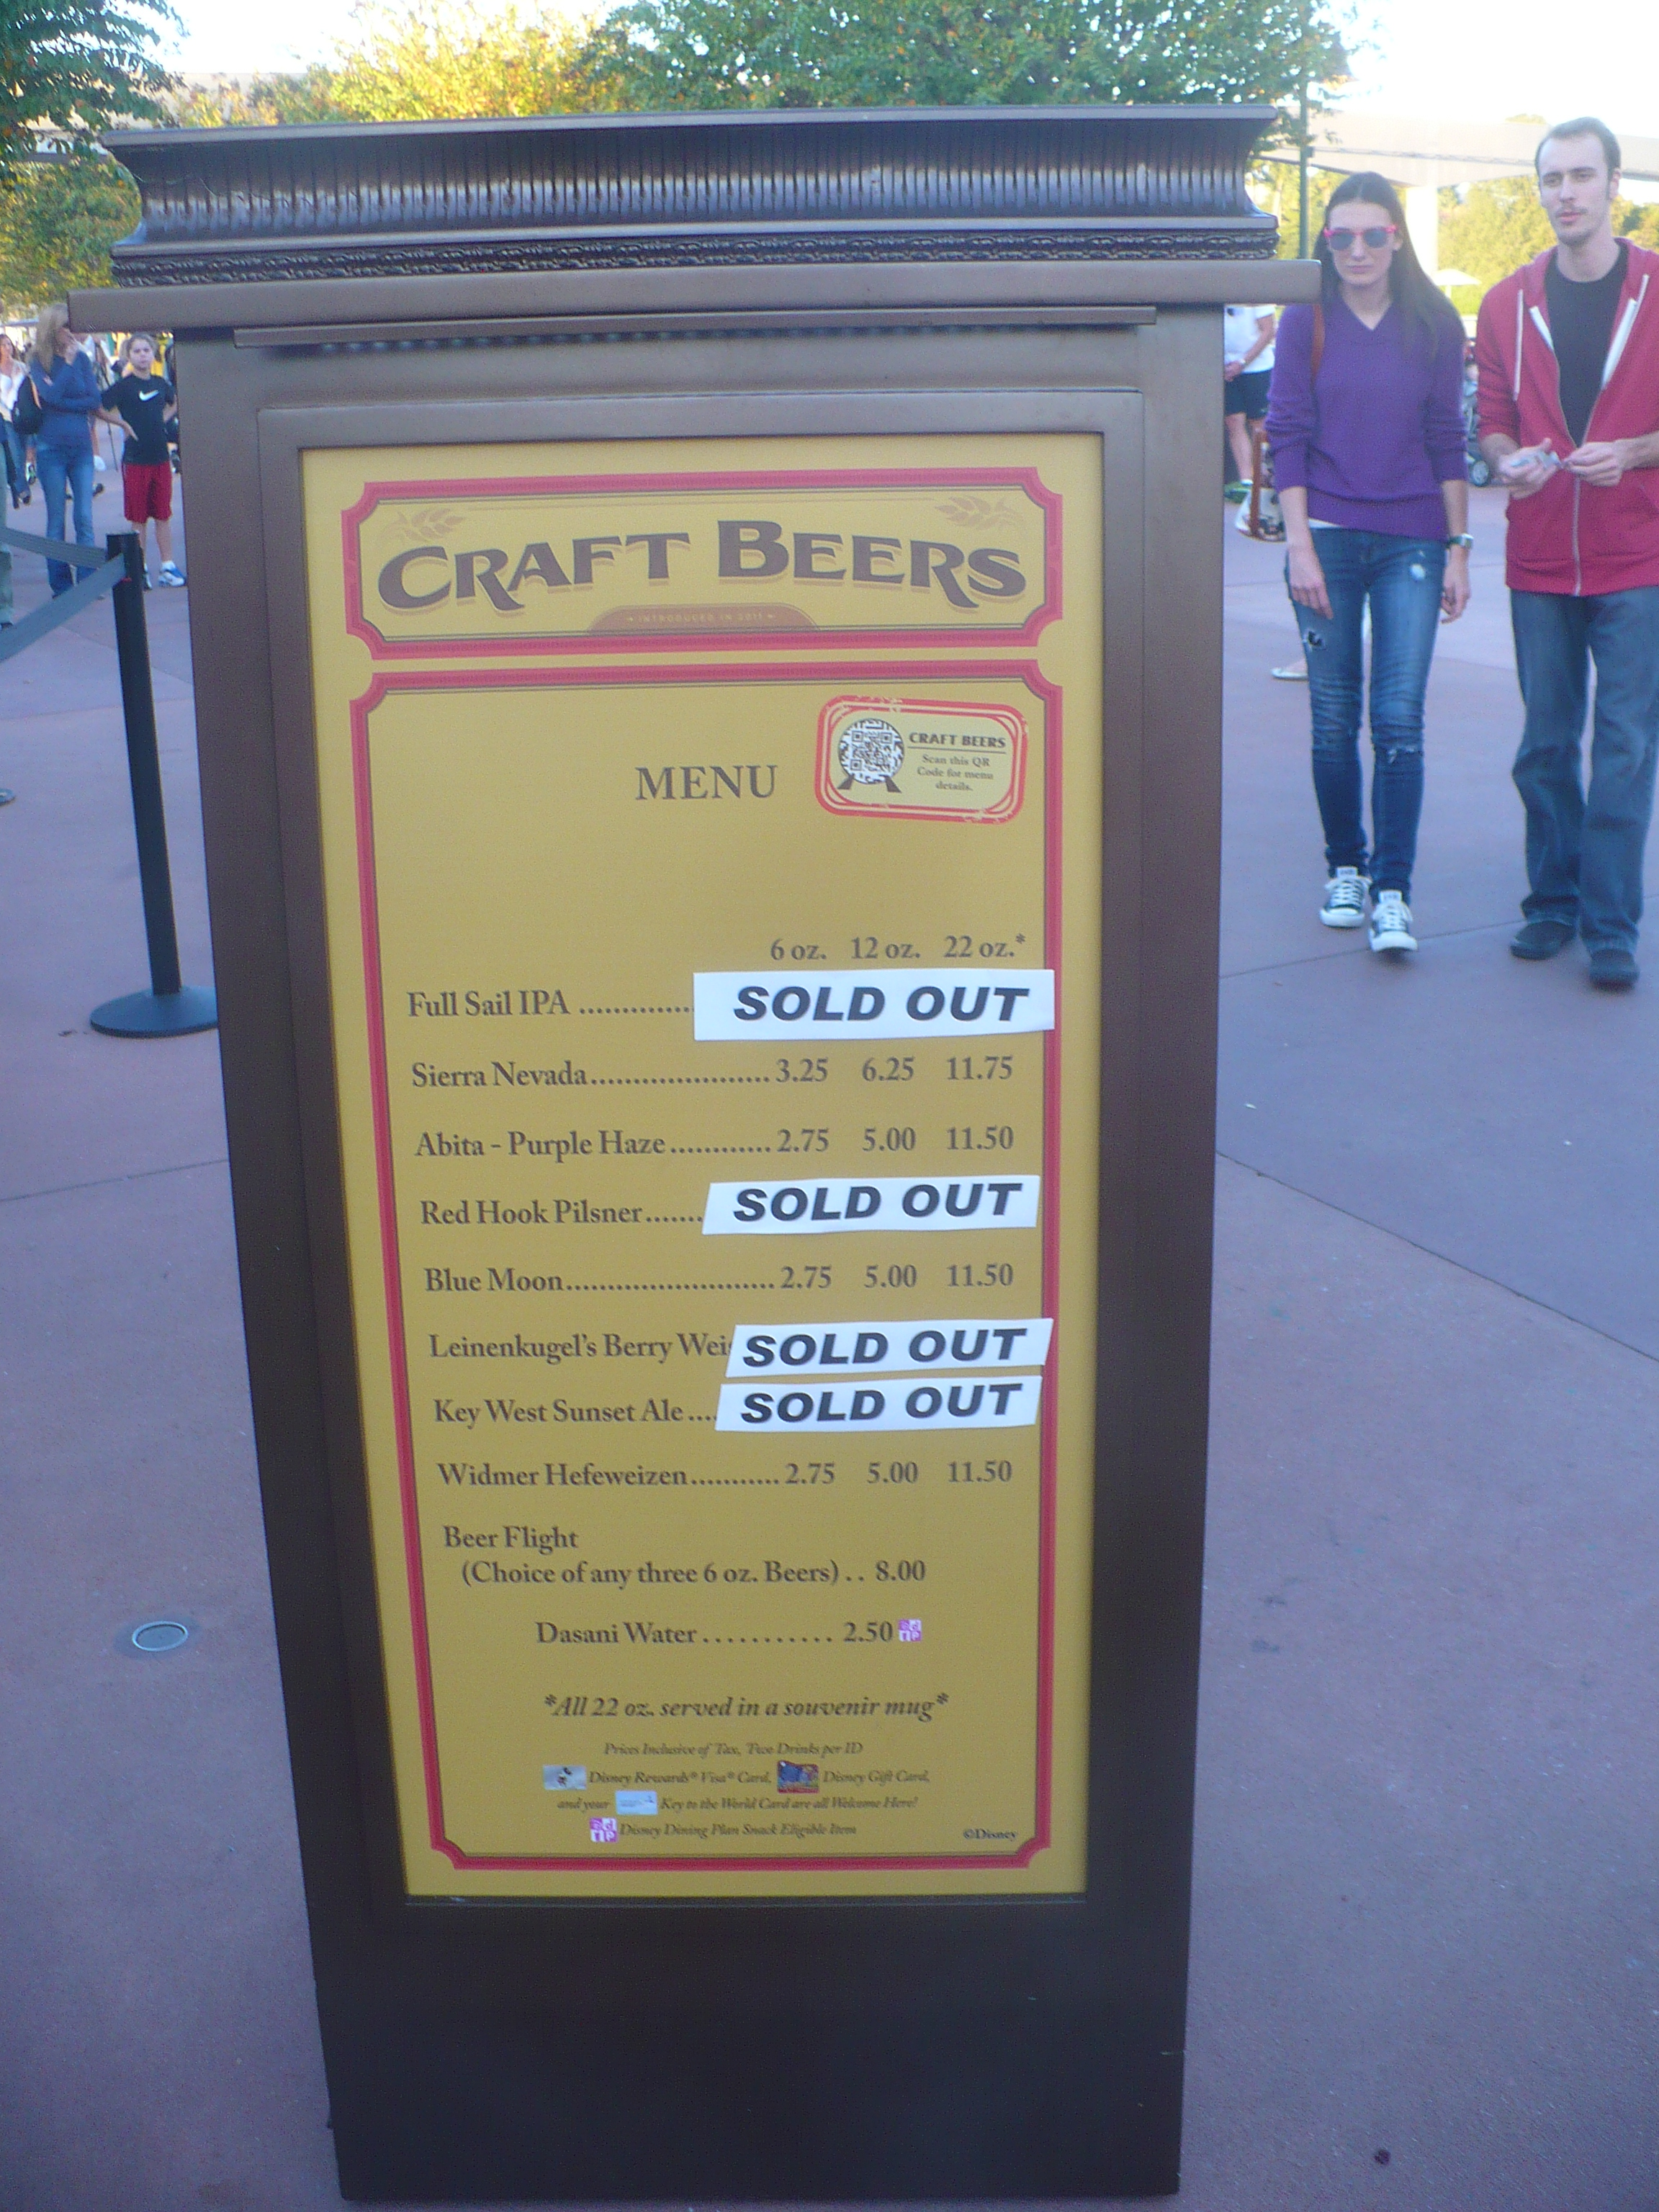 CRAFT BEERS
INTRODUCED IN 2011
MENU
CRAFT BEERS
Scan this QR
Code for menu
details.
6 oz. 12 oz. 22 oz.*
Full Sail IPA ............. SOLD OUT
Sierra Nevada...................... 3.25 6.25 11.75
Abita - Purple Haze............ 2.75 5.00 11.50
Red Hook Pilsner....... SOLD OUT
Blue Moon......................... 2.75 5.00 11.50
Leinenkugel's Berry Wei SOLD OUT
Key West Sunset Ale.... SOLD OUT
Widmer Hefeweizen........... 2.75 5.00 11.50
Beer Flight
(Choice of any three 6 oz. Beers) . . 8.00
Dasani Water . . . . . . . . . . . 2.50
*All 22 oz. served in a souvenir mug*
Prices Inclusive of Tax, Two Drinks per ID
Disney Rewards® Visa® Card, Disney Gift Card,
and your Key to the World Card are all Welcome Here!
Disney Dining Plan Snack Eligible Item
©Disney